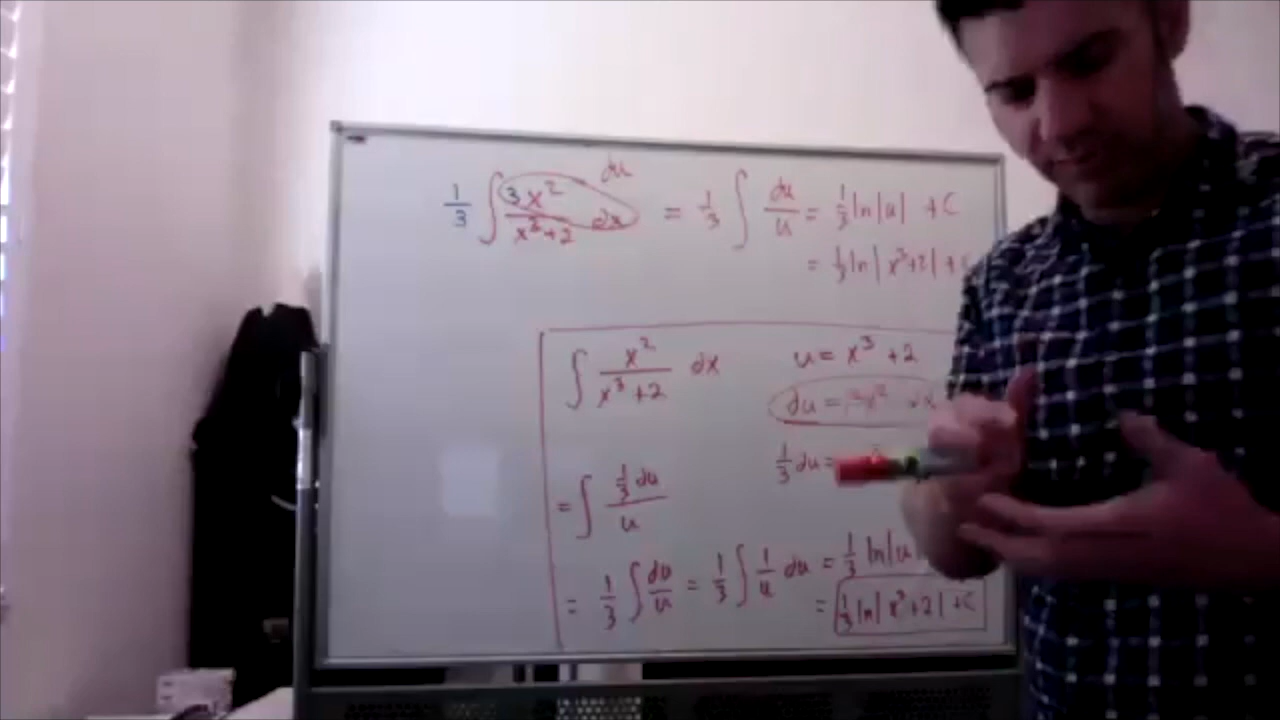 1/3 ∫ 3x²/x³+2 dx du = 1/3 ∫ du/u = 1/3 ln|u| + C
= 1/3 ln|x³+2| +
∫ x²/x³+2 dx u = x³ + 2
du = x² dx
1/3 du =
= ∫ 1/3 du/u
= 1/3 ∫ du/u = 1/3 ∫ 1/u du = 1/3 ln|u|
= 1/3 ln|x³+2| + C